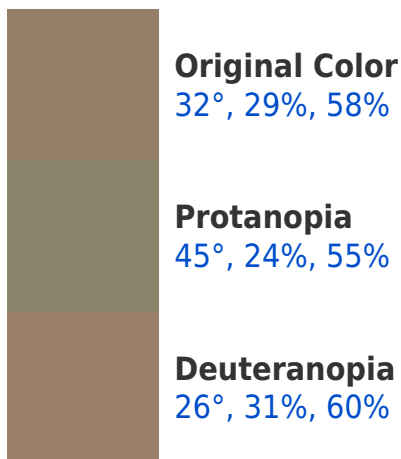 Original Color
32°, 29%, 58%
Protanopia
45°, 24%, 55%
Deuteranopia
26°, 31%, 60%